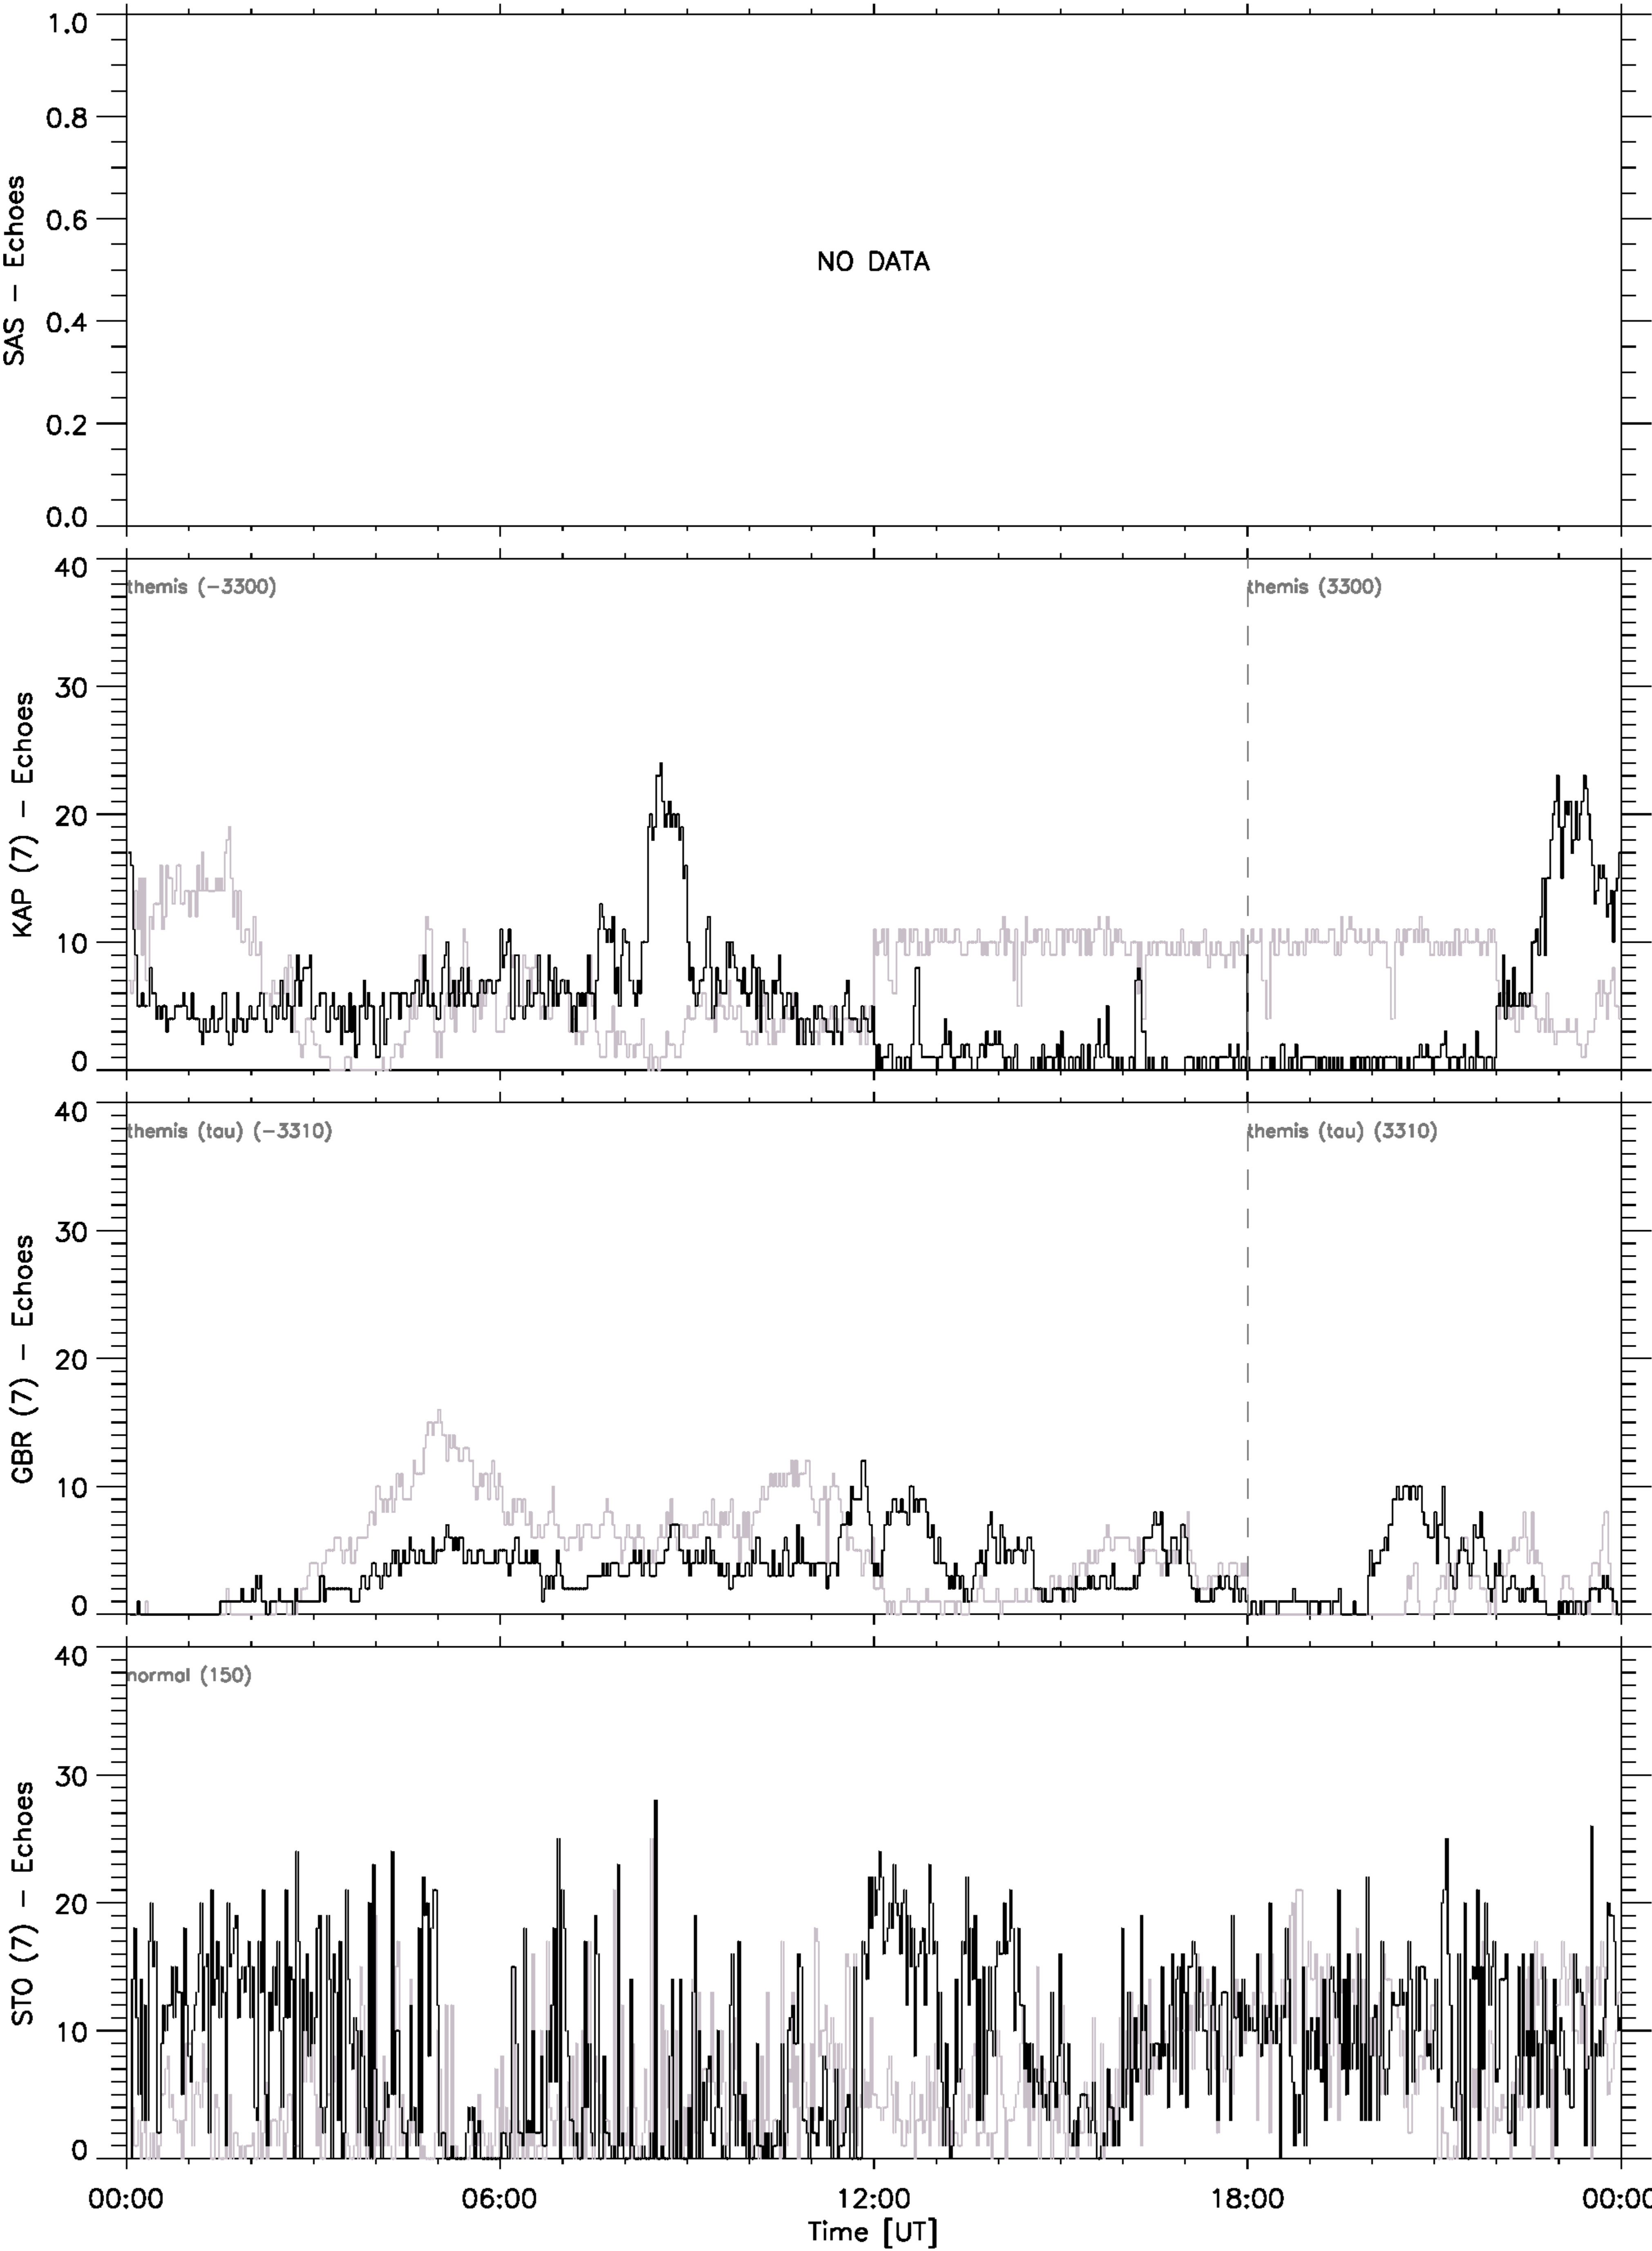 1.0
0.8
0.6
0.4
0.2
0.0
SAS - Echoes
NO DATA
40
30
20
10
0
KAP (7) - Echoes
themis (-3300)
themis (3300)
40
30
20
10
0
GBR (7) - Echoes
themis (tau) (-3310)
themis (tau) (3310)
40
30
20
10
0
STO (7) - Echoes
normal (150)
00:00
06:00
12:00
18:00
00:00
Time [UT]